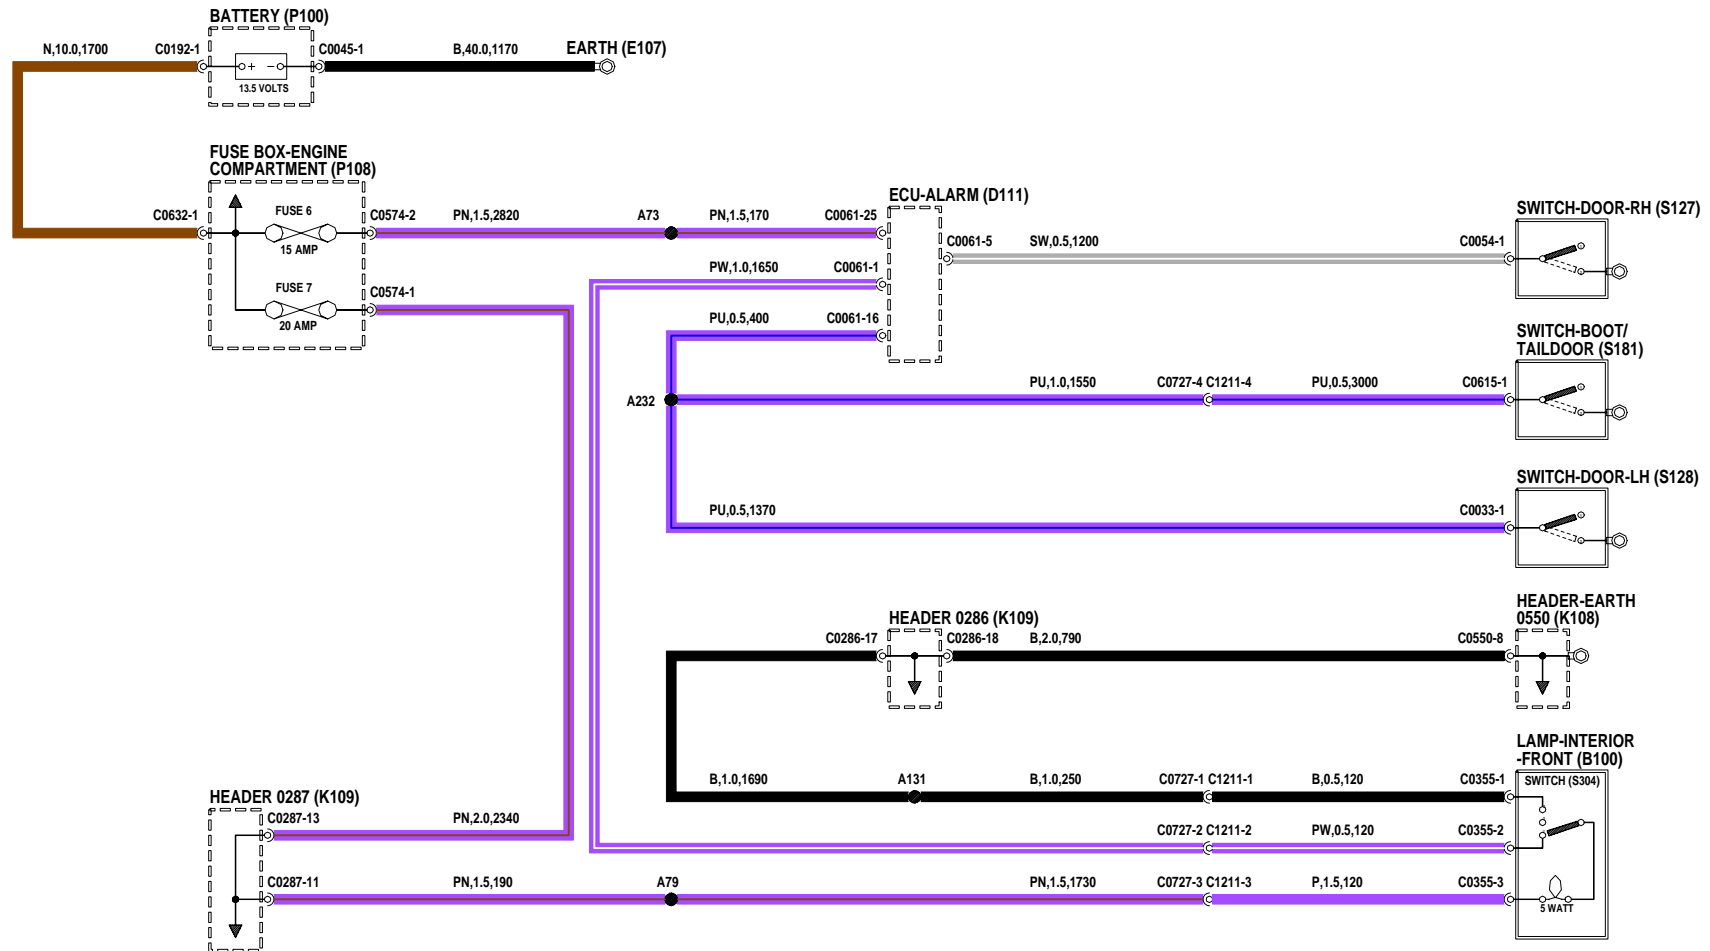 BATTERY (P100)
N,10.0,1700
C0192-1
C0045-1
B,40.0,1170
EARTH (E107)
+ −
13.5 VOLTS
FUSE BOX-ENGINE
COMPARTMENT (P108)
C0632-1
FUSE 6
15 AMP
C0574-2
PN,1.5,2820
A73
PN,1.5,170
C0061-25
FUSE 7
20 AMP
C0574-1
ECU-ALARM (D111)
PW,1.0,1650
C0061-1
PU,0.5,400
C0061-16
C0061-5
SW,0.5,1200
C0054-1
SWITCH-DOOR-RH (S127)
SWITCH-BOOT/
TAILDOOR (S181)
A232
PU,1.0,1550
C0727-4 C1211-4
PU,0.5,3000
C0615-1
SWITCH-DOOR-LH (S128)
PU,0.5,1370
C0033-1
HEADER 0286 (K109)
C0286-17
C0286-18
B,2.0,790
C0550-8
HEADER-EARTH
0550 (K108)
LAMP-INTERIOR
-FRONT (B100)
SWITCH (S304)
B,1.0,1690
A131
B,1.0,250
C0727-1 C1211-1
B,0.5,120
C0355-1
HEADER 0287 (K109)
C0287-13
PN,2.0,2340
C0727-2 C1211-2
PW,0.5,120
C0355-2
C0287-11
PN,1.5,190
A79
PN,1.5,1730
C0727-3 C1211-3
P,1.5,120
C0355-3
5 WATT